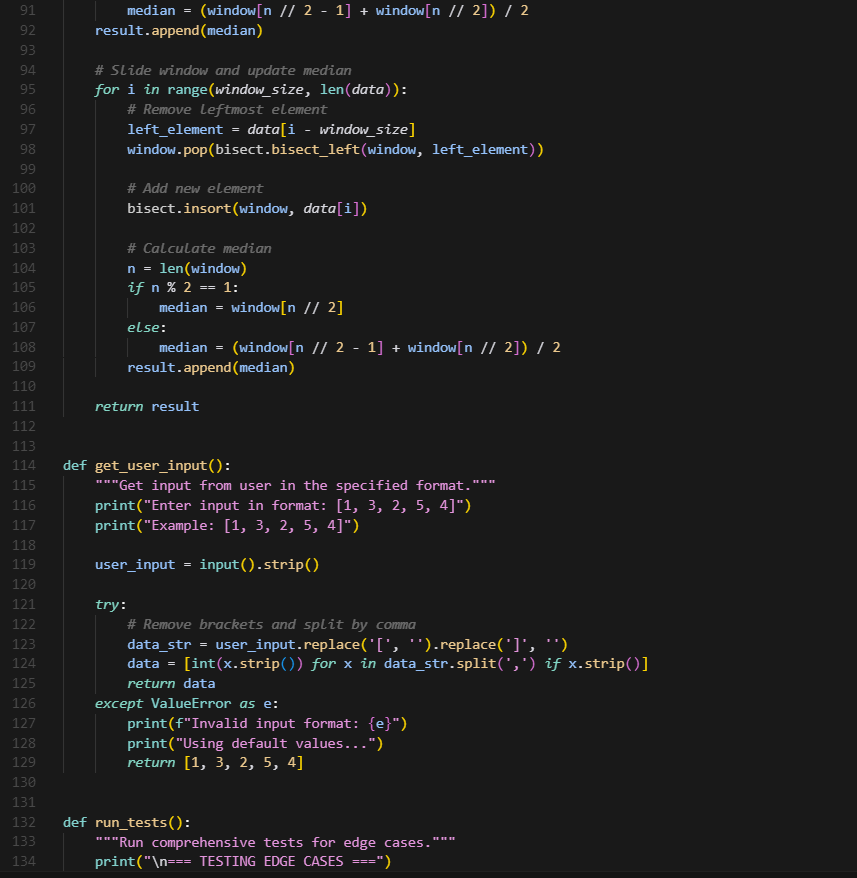 91 median = (window[n // 2 - 1] + window[n // 2]) / 2
92 result.append(median)
93
94 # Slide window and update median
95 for i in range(window_size, len(data)):
96 # Remove leftmost element
97 left_element = data[i - window_size]
98 window.pop(bisect.bisect_left(window, left_element))
99
100 # Add new element
101 bisect.insort(window, data[i])
102
103 # Calculate median
104 n = len(window)
105 if n % 2 == 1:
106 median = window[n // 2]
107 else:
108 median = (window[n // 2 - 1] + window[n // 2]) / 2
109 result.append(median)
110
111 return result
112
113
114 def get_user_input():
115 """Get input from user in the specified format."""
116 print("Enter input in format: [1, 3, 2, 5, 4]")
117 print("Example: [1, 3, 2, 5, 4]")
118
119 user_input = input().strip()
120
121 try:
122 # Remove brackets and split by comma
123 data_str = user_input.replace('[', '').replace(']', '')
124 data = [int(x.strip()) for x in data_str.split(',') if x.strip()]
125 return data
126 except ValueError as e:
127 print(f"Invalid input format: {e}")
128 print("Using default values...")
129 return [1, 3, 2, 5, 4]
130
131
132 def run_tests():
133 """Run comprehensive tests for edge cases."""
134 print("\n=== TESTING EDGE CASES ===")